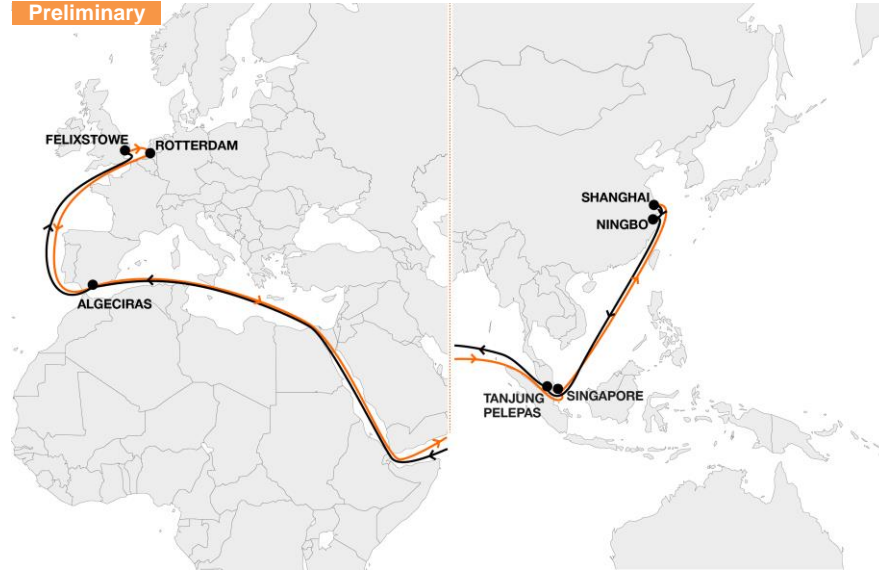 Preliminary
FELIXSTOWE
ROTTERDAM
ALGECIRAS
SHANGHAI
NINGBO
TANJUNG
PELEPAS
SINGAPORE